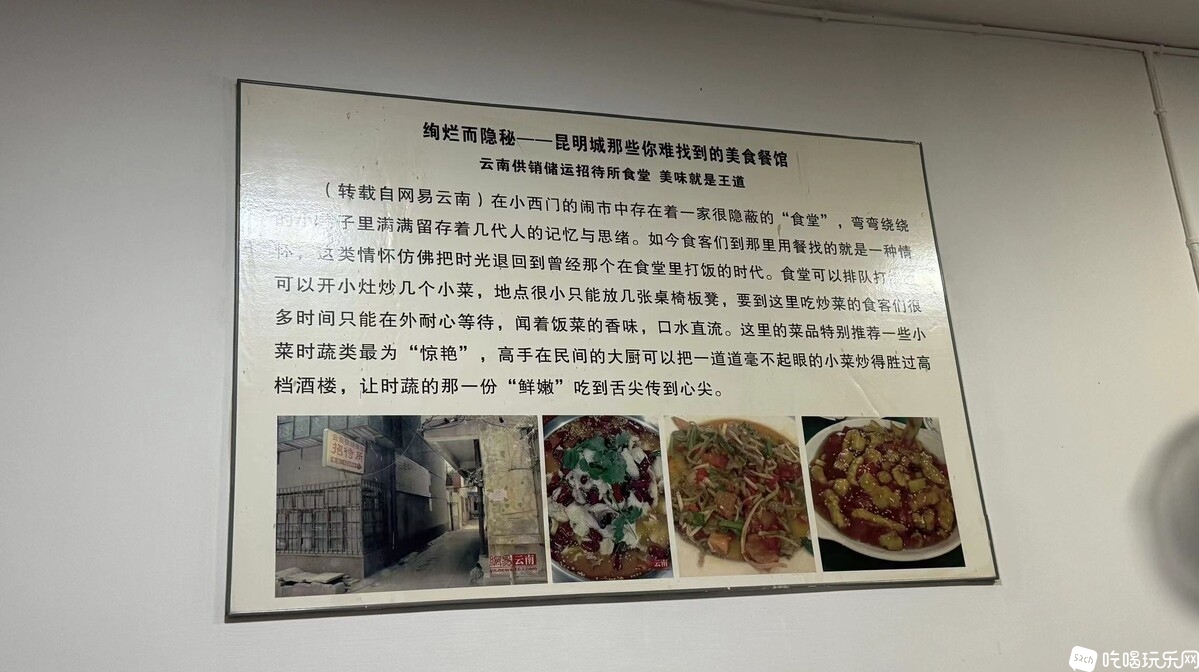 绚烂而隐秘——昆明城那些你难找到的美食餐馆
云南供销储运招待所食堂 美味就是王道
（转载自网易云南）在小西门的闹市中存在着一家很隐蔽的“食堂”，弯弯绕绕
子里满满留存着几代人的记忆与思绪。如今食客们到那里用餐找的就是一种情
怀，这类情怀仿佛把时光退回到曾经那个在食堂里打饭的时代。食堂可以排队打
可以开小灶炒几个小菜，地点很小只能放几张桌椅板凳，要到这里吃炒菜的食客们很
多时间只能在外耐心等待，闻着饭菜的香味，口水直流。这里的菜品特别推荐一些小
菜时蔬类最为“惊艳”，高手在民间的大厨可以把一道道毫不起眼的小菜炒得胜过高
档酒楼，让时蔬的那一份“鲜嫩”吃到舌尖传到心尖。
招待所
网易云南
云南
吃喝玩乐网